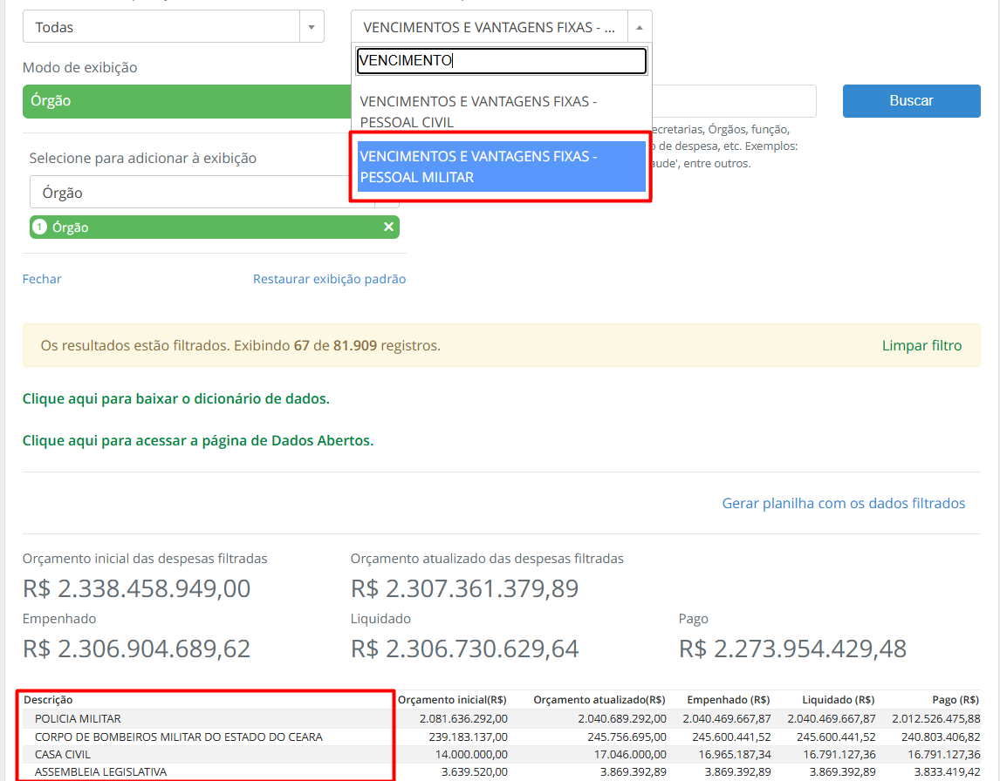 Todas
VENCIMENTOS E VANTAGENS FIXAS - ...
VENCIMENTO
Modo de exibição
Órgão
VENCIMENTOS E VANTAGENS FIXAS -
PESSOAL CIVIL
VENCIMENTOS E VANTAGENS FIXAS -
PESSOAL MILITAR
Buscar
ecretarias, Órgãos, função,
o de despesa, etc. Exemplos:
aude', entre outros.
Selecione para adicionar à exibição
Órgão
1 Órgão
Fechar
Restaurar exibição padrão
Os resultados estão filtrados. Exibindo 67 de 81.909 registros.
Limpar filtro
Clique aqui para baixar o dicionário de dados.
Clique aqui para acessar a página de Dados Abertos.
Gerar planilha com os dados filtrados
Orçamento inicial das despesas filtradas
Orçamento atualizado das despesas filtradas
R$ 2.338.458.949,00
R$ 2.307.361.379,89
Empenhado
Liquidado
Pago
R$ 2.306.904.689,62
R$ 2.306.730.629,64
R$ 2.273.954.429,48
Descrição Orçamento inicial(R$) Orçamento atualizado(R$) Empenhado (R$) Liquidado (R$) Pago (R$)
POLICIA MILITAR 2.081.636.292,00 2.040.689.292,00 2.040.469.667,87 2.040.469.667,87 2.012.526.475,88
CORPO DE BOMBEIROS MILITAR DO ESTADO DO CEARA 239.183.137,00 245.756.695,00 245.600.441,52 245.600.441,52 240.803.406,82
CASA CIVIL 14.000.000,00 17.046.000,00 16.965.187,34 16.791.127,36 16.791.127,36
ASSEMBLEIA LEGISLATIVA 3.639.520,00 3.869.392,89 3.869.392,89 3.869.392,89 3.833.419,42